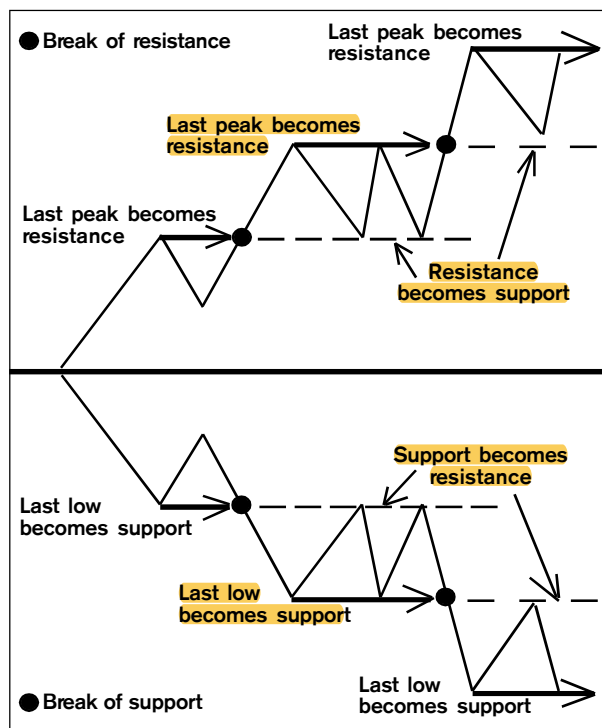 Break of resistance
Last peak becomes
resistance
Last peak becomes
resistance
Last peak becomes
resistance
Resistance
becomes support
Support becomes
resistance
Last low
becomes support
Last low
becomes support
Last low
becomes support
Break of support